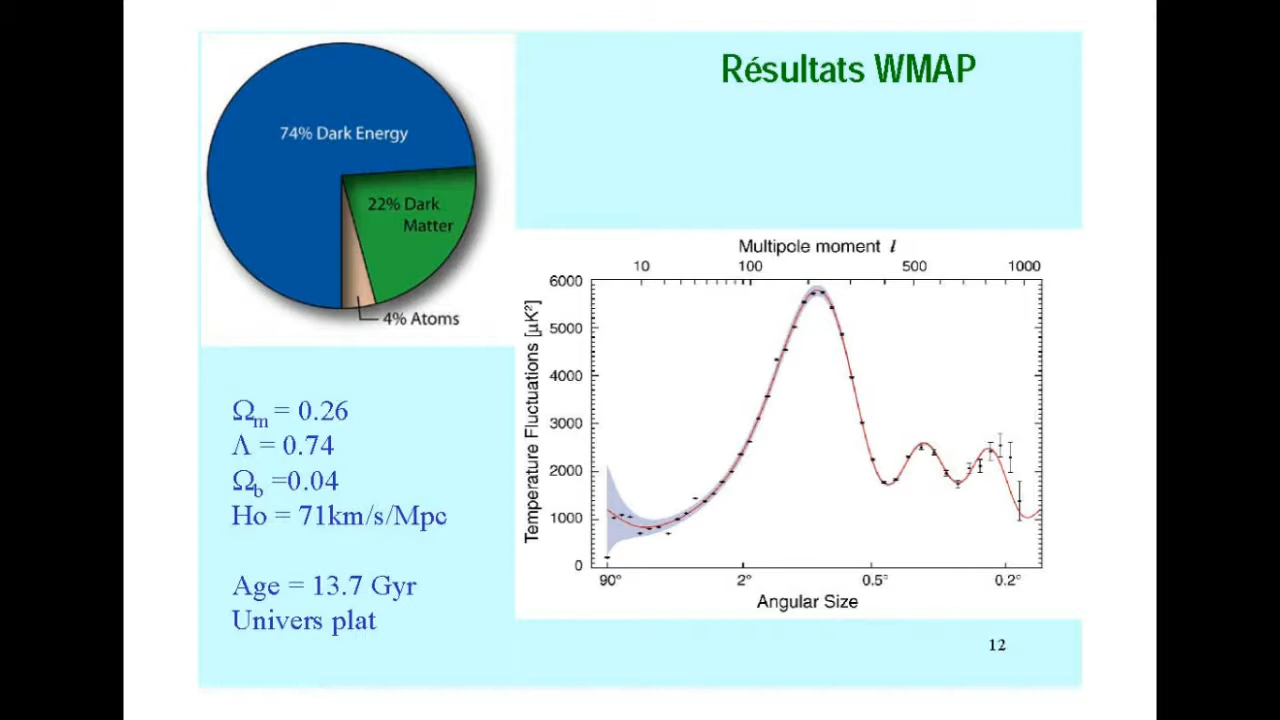 Résultats WMAP
74% Dark Energy
22% Dark
Matter
4% Atoms
Ωm = 0.26
Λ = 0.74
Ωb =0.04
Ho = 71km/s/Mpc
Age = 13.7 Gyr
Univers plat
Multipole moment l
10 100 500 1000
Temperature Fluctuations [μK²]
6000
5000
4000
3000
2000
1000
0
90° 2° 0.5° 0.2°
Angular Size
12